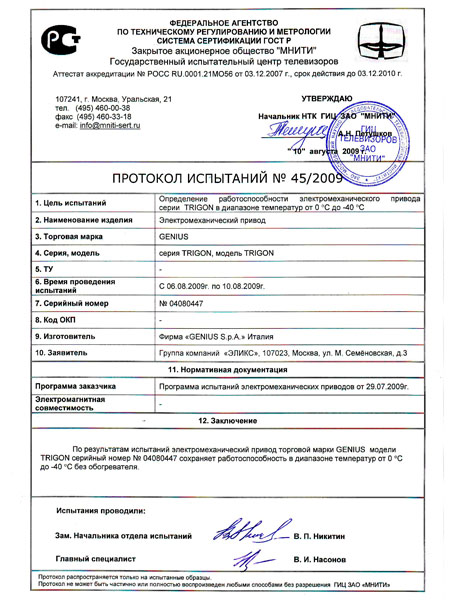 ФЕДЕРАЛЬНОЕ АГЕНТСТВО
ПО ТЕХНИЧЕСКОМУ РЕГУЛИРОВАНИЮ И МЕТРОЛОГИИ
СИСТЕМА СЕРТИФИКАЦИИ ГОСТ Р
Закрытое акционерное общество "МНИТИ"
Государственный испытательный центр телевизоров
Аттестат аккредитации № РОСС RU.0001.21МО56 от 03.12.2007 г., срок действия до 03.12.2010 г.
107241, г. Москва, Уральская, 21
тел. (495) 460-00-38
факс (495) 460-33-18
e-mail: info@mniti-sert.ru
УТВЕРЖДАЮ
Начальник НТК ГИЦ ЗАО "МНИТИ"
А.Н. Петушков
"10" августа 2009 г.
ГИЦ
ТЕЛЕВИЗОРОВ
ЗАО
"МНИТИ"
ПРОТОКОЛ ИСПЫТАНИЙ № 45/2009
1. Цель испытаний
Определение работоспособности электромеханического привода
серии TRIGON в диапазоне температур от 0 °С до -40 °С
2. Наименование изделия
Электромеханический привод
3. Торговая марка
GENIUS
4. Серия, модель
серия TRIGON, модель TRIGON
5. ТУ
-
6. Время проведения
испытаний
С 06.08.2009г. по 10.08.2009г.
7. Серийный номер
№ 04080447
8. Код ОКП
-
9. Изготовитель
Фирма «GENIUS S.p.A.» Италия
10. Заявитель
Группа компаний «ЭЛИКС», 107023, Москва, ул. М. Семёновская, д.3
11. Нормативная документация
Программа заказчика
Программа испытаний электромеханических приводов от 29.07.2009г.
Электромагнитная
совместимость
-
12. Заключение
По результатам испытаний электромеханический привод торговой марки GENIUS модели
TRIGON серийный номер № 04080447 сохраняет работоспособность в диапазоне температур от 0 °С
до -40 °С без обогревателя.
Испытания проводили:
Зам. Начальника отдела испытаний
В. П. Никитин
Главный специалист
В. И. Насонов
Протокол распространяется только на испытанные образцы.
Протокол не может быть частично или полностью воспроизведен любыми способами без разрешения ГИЦ ЗАО «МНИТИ»